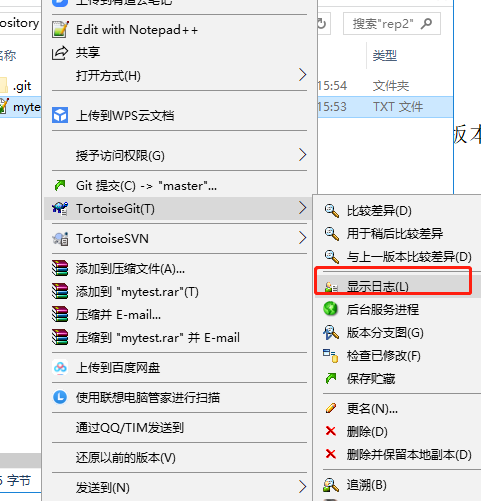 上传到有道云笔记
ository
搜索"rep2"
Edit with Notepad++
名称
类型
共享
.git
打开方式(H)
15:54
文件夹
myte
15:53
TXT 文件
上传到WPS云文档
版本
授予访问权限(G)
Git 提交(C) -> "master"...
TortoiseGit(T)
TortoiseSVN
添加到压缩文件(A)...
添加到 "mytest.rar"(T)
压缩并 E-mail...
压缩到 "mytest.rar" 并 E-mail
上传到百度网盘
使用联想电脑管家进行扫描
通过QQ/TIM发送到
还原以前的版本(V)
5 字节
发送到(N)
比较差异(D)
用于稍后比较差异
与上一版本比较差异(D)
显示日志(L)
后台服务进程
版本分支图(G)
检查已修改(F)
保存贮藏
更名(N)...
删除(D)
删除并保留本地副本(D)
追溯(B)